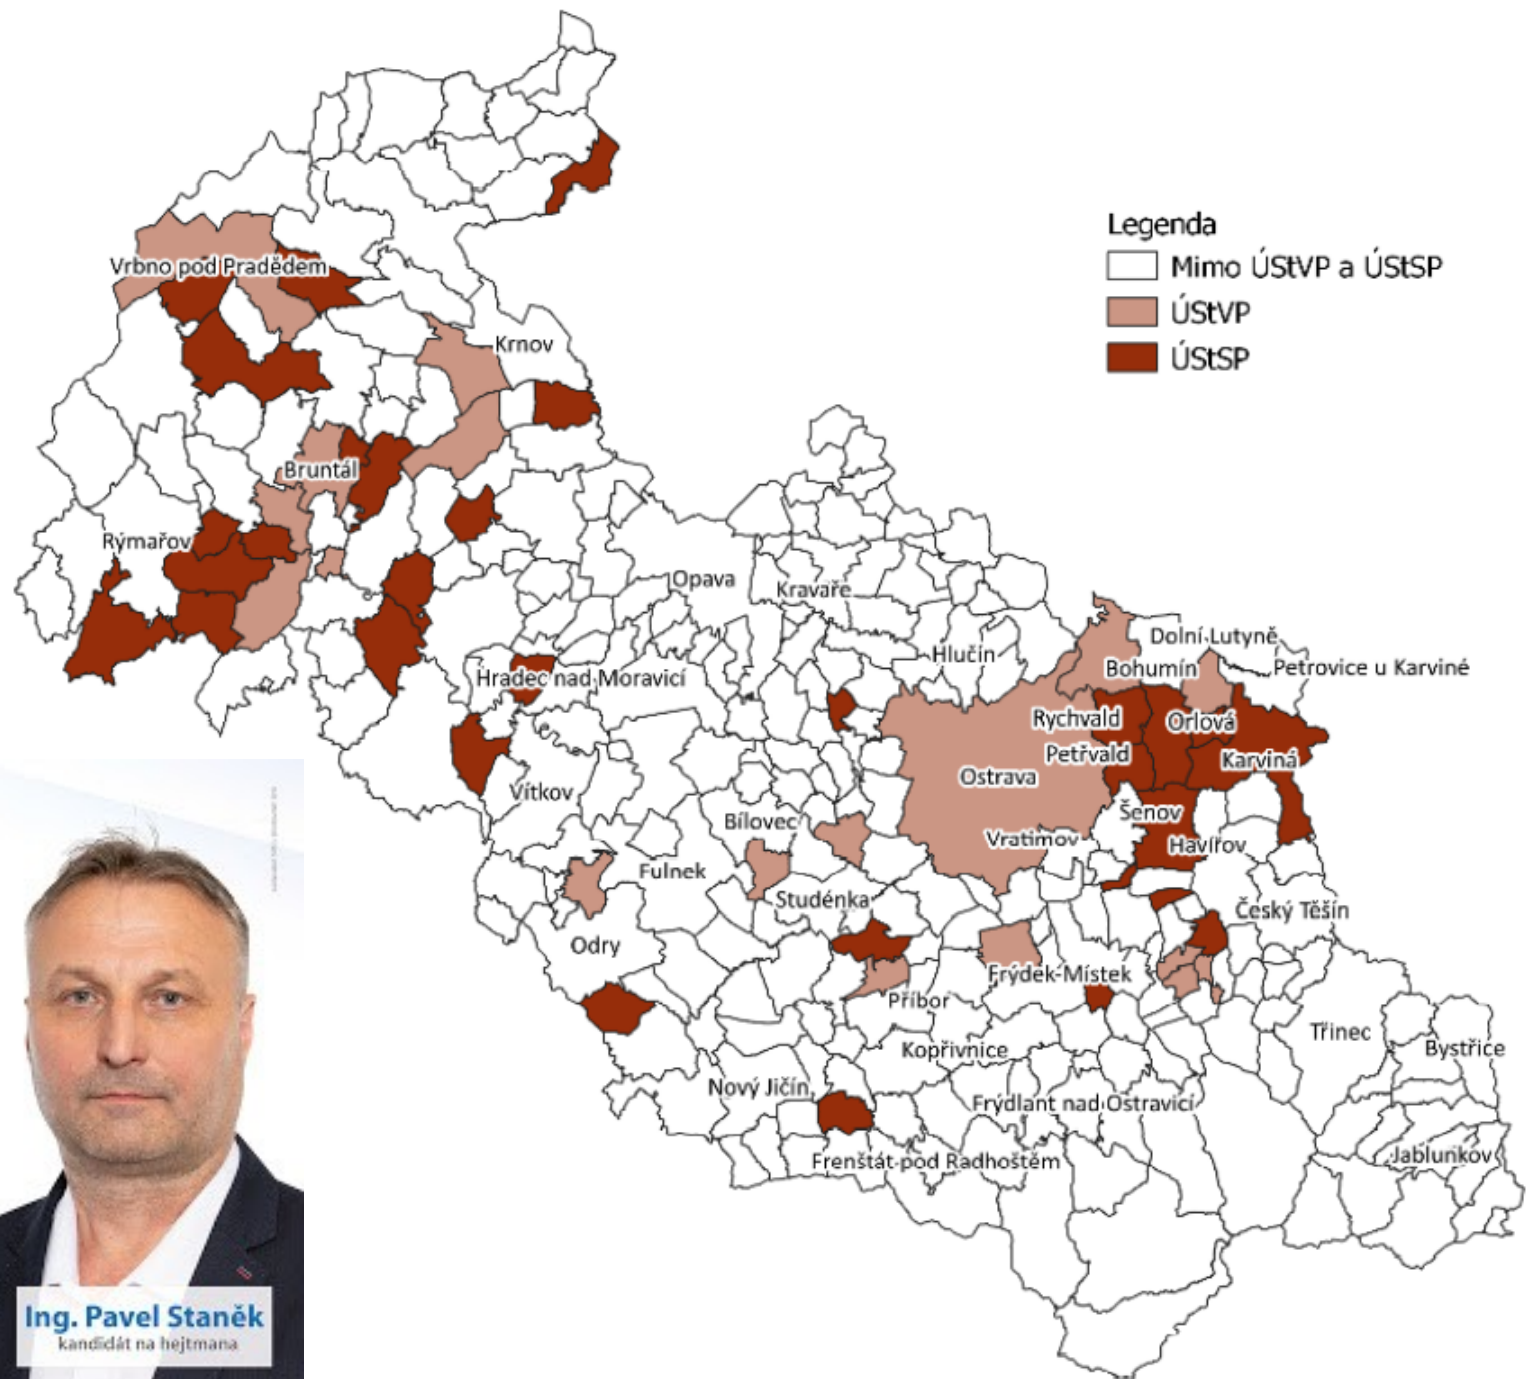 Legenda
Mimo ÚStVP a ÚStSP
ÚStVP
ÚStSP
Vrbno pod Pradědem
Krnov
Bruntál
Rýmařov
Opava
Kravaře
Hlučín
Dolní Lutyně
Bohumín
Petrovice u Karviné
Hradec nad Moravicí
Rychvald
Orlová
Petřvald
Karviná
Ostrava
Vítkov
Bílovec
Šenov
Vratimov
Havířov
Fulnek
Studénka
Český Těšín
Odry
Frýdek-Místek
Příbor
Třinec
Kopřivnice
Bystřice
Nový Jičín
Frýdlant nad Ostravicí
Frenštát pod Radhoštěm
Jablunkov
Ing. Pavel Staněk
kandidát na hejtmana